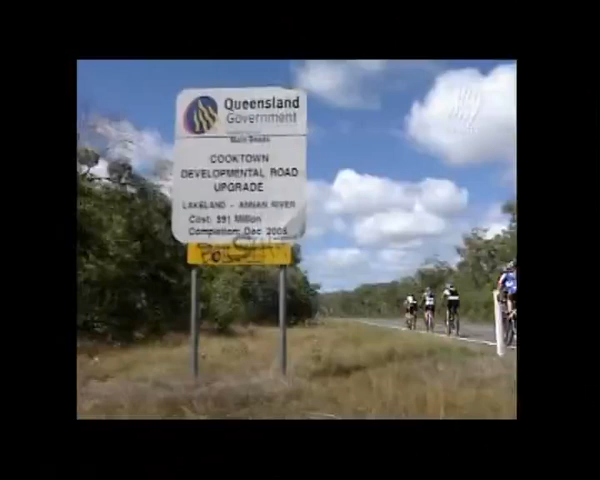 Queensland
Government
Main Roads
COOKTOWN
DEVELOPMENTAL ROAD
UPGRADE
LAKELAND - ANNAN RIVER
Cost: $91 Million
Completion: Dec 2005